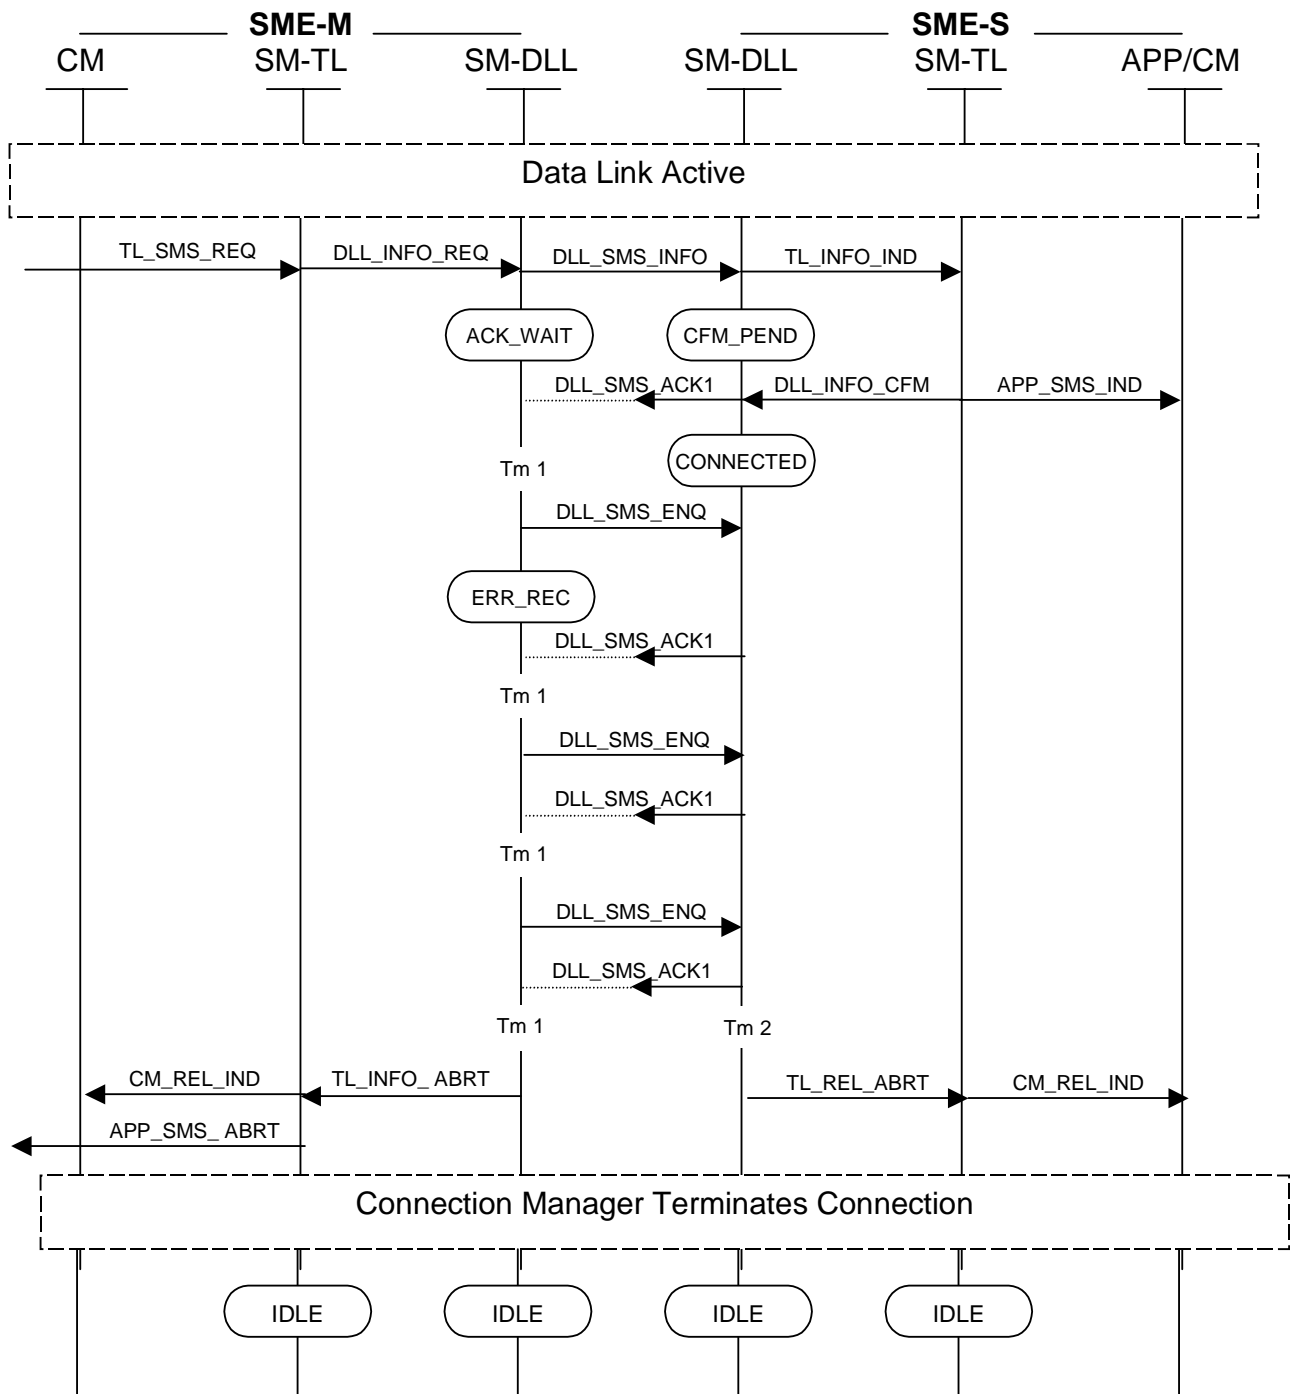 SME-M SME-S
CM SM-TL SM-DLL SM-DLL SM-TL APP/CM
Data Link Active
TL_SMS_REQ DLL_INFO_REQ DLL_SMS_INFO TL_INFO_IND
ACK_WAIT CFM_PEND
DLL_SMS_ACK1 DLL_INFO_CFM APP_SMS_IND
Tm 1 CONNECTED
DLL_SMS_ENQ
ERR_REC
DLL_SMS_ACK1
Tm 1
DLL_SMS_ENQ
DLL_SMS_ACK1
Tm 1
DLL_SMS_ENQ
DLL_SMS_ACK1
Tm 1 Tm 2
CM_REL_IND TL_INFO_ ABRT TL_REL_ABRT CM_REL_IND
APP_SMS_ ABRT
Connection Manager Terminates Connection
IDLE IDLE IDLE IDLE